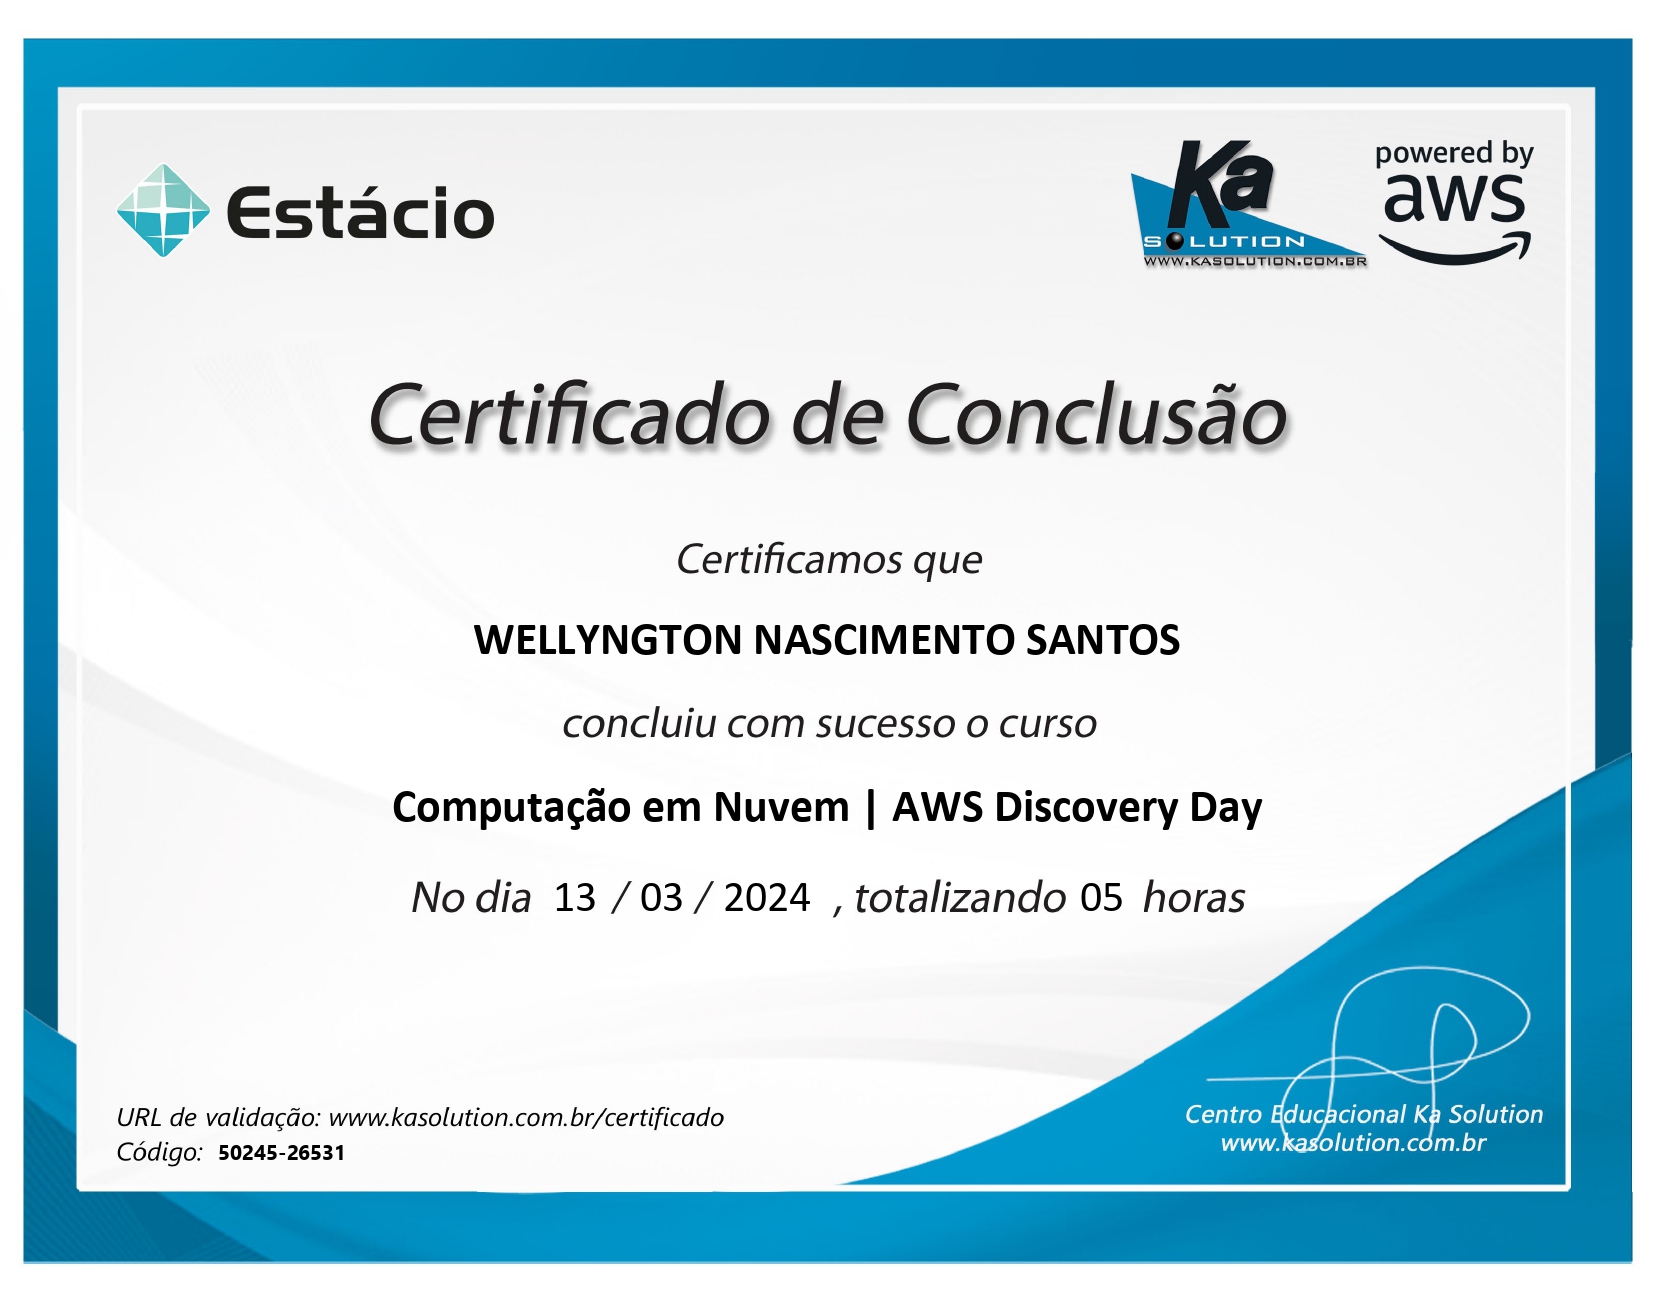 Estácio
Ka
SOLUTION
WWW.KASOLUTION.COM.BR
powered by
aws
Certificado de Conclusão
Certificamos que
WELLYNGTON NASCIMENTO SANTOS
concluiu com sucesso o curso
Computação em Nuvem | AWS Discovery Day
No dia 13 / 03 / 2024 , totalizando 05 horas
URL de validação: www.kasolution.com.br/certificado
Código: 50245-26531
Centro Educacional Ka Solution
www.kasolution.com.br